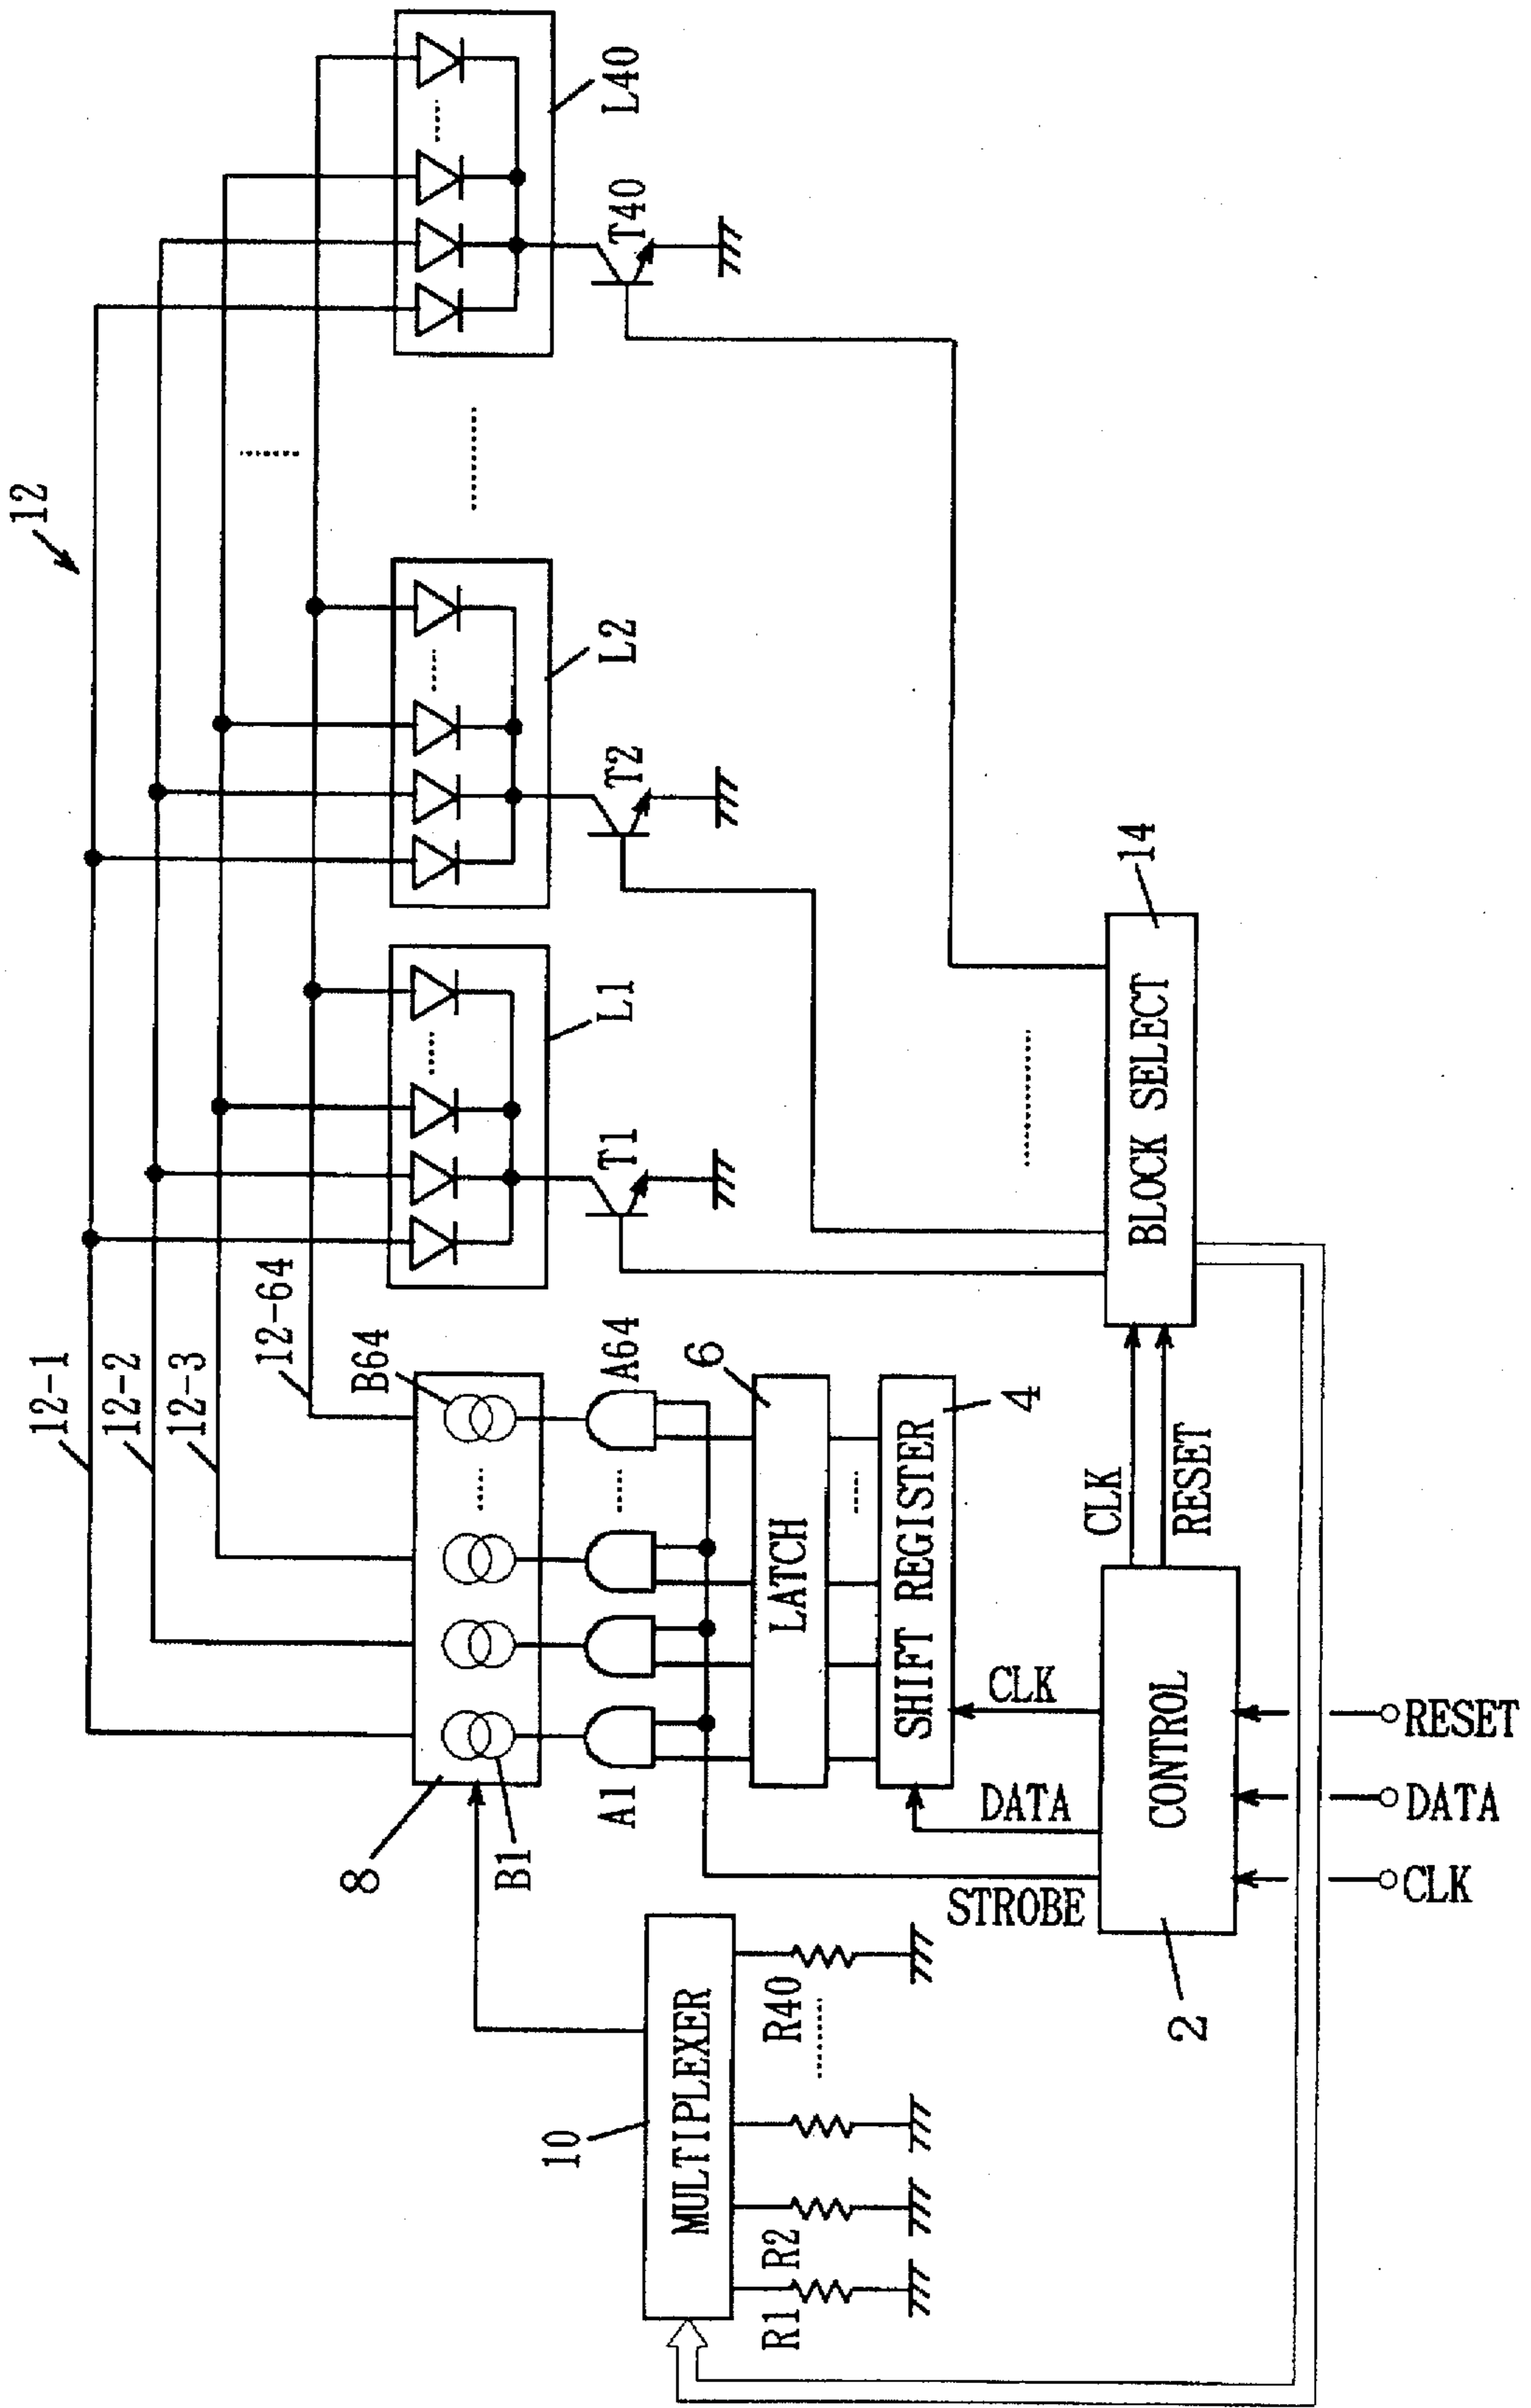 12
12-1
12-2
12-3
12-64
L1
L2
L40
8
B1
B64
T1
T2
T40
A1
A64
10
MULTIPLEXER
LATCH
6
R1
R2
R40
SHIFT REGISTER
4
STROBE
DATA
CLK
CLK
RESET
CONTROL
2
BLOCK SELECT
14
CLK
DATA
RESET